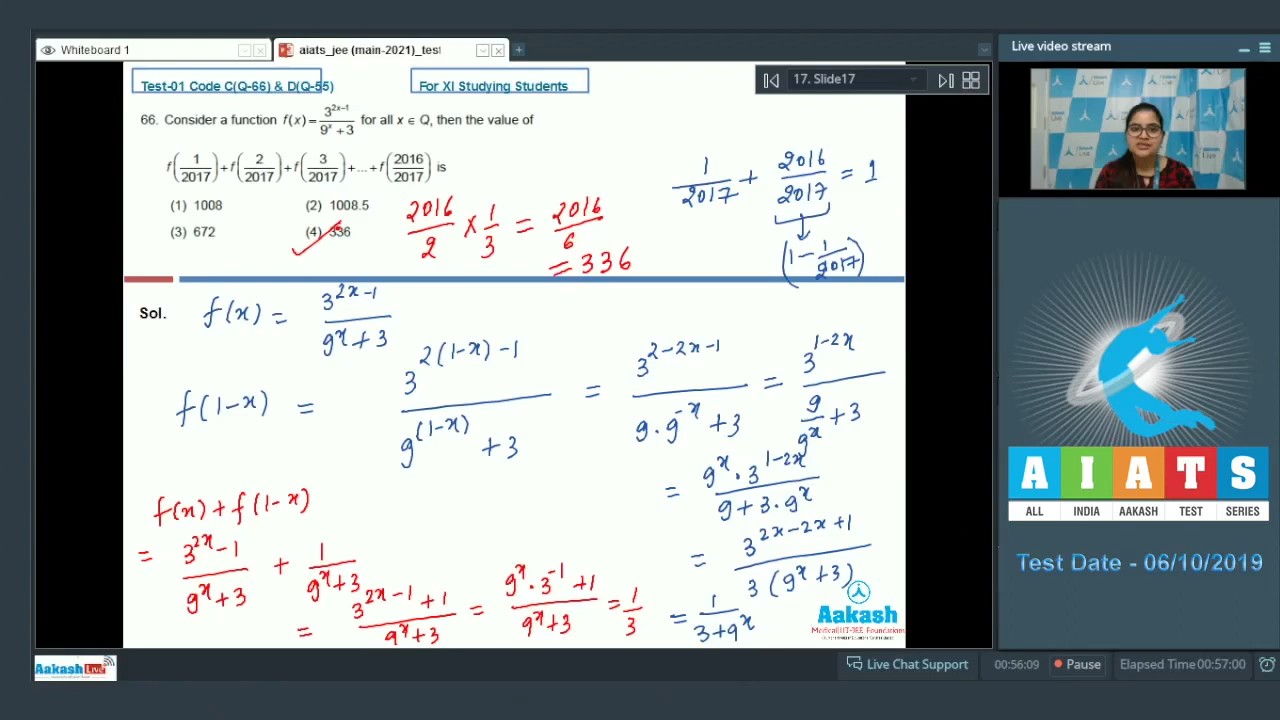 Whiteboard 1
aiats_jee (main-2021)_test
Live video stream
Test-01 Code C(Q-66) & D(Q-55)
For XI Studying Students
17. Slide17
66. Consider a function f(x) = 3^(2x–1) / (9^x + 3) for all x ∈ Q, then the value of
f(1/2017) + f(2/2017) + f(3/2017) + ... + f(2016/2017) is
(1) 1008 (2) 1008.5
(3) 672 (4) 336
2016/2 × 1/3 = 2016/6
= 336
1/2017 + 2016/2017 = 1
(1 - 1/2017)
Sol. f(x) = 3^(2x-1) / (9^x + 3)
f(1-x) = 3^(2(1-x)-1) / (9^(1-x) + 3) = 3^(2-2x-1) / (9·9^-x + 3) = 3^(1-2x) / (9/9^x + 3)
= 9^x · 3^(1-2x) / (9 + 3·9^x)
= 3^(2x-2x+1) / 3(9^x + 3)
= 1 / (3 + 9^x)
f(x) + f(1-x)
= 3^(2x-1) / (9^x + 3) + 1 / (9^x + 3)
= (3^(2x-1) + 1) / (9^x + 3) = (9^x · 3^-1 + 1) / (9^x + 3) = 1/3
Aakash
Medical|IIT-JEE|Foundations
A I A T S
ALL INDIA AAKASH TEST SERIES
Test Date - 06/10/2019
Aakash Live
Live Chat Support
00:56:09
Pause
Elapsed Time 00:57:00